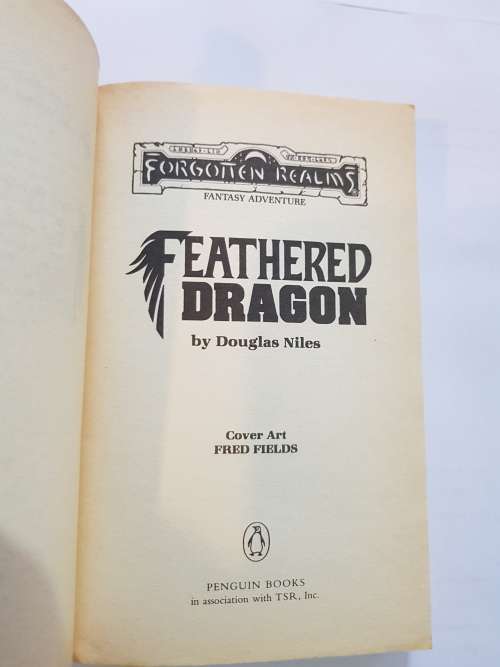 FORGOTTEN REALMS
FANTASY ADVENTURE
FEATHERED
DRAGON
by Douglas Niles
Cover Art
FRED FIELDS
PENGUIN BOOKS
in association with TSR, Inc.